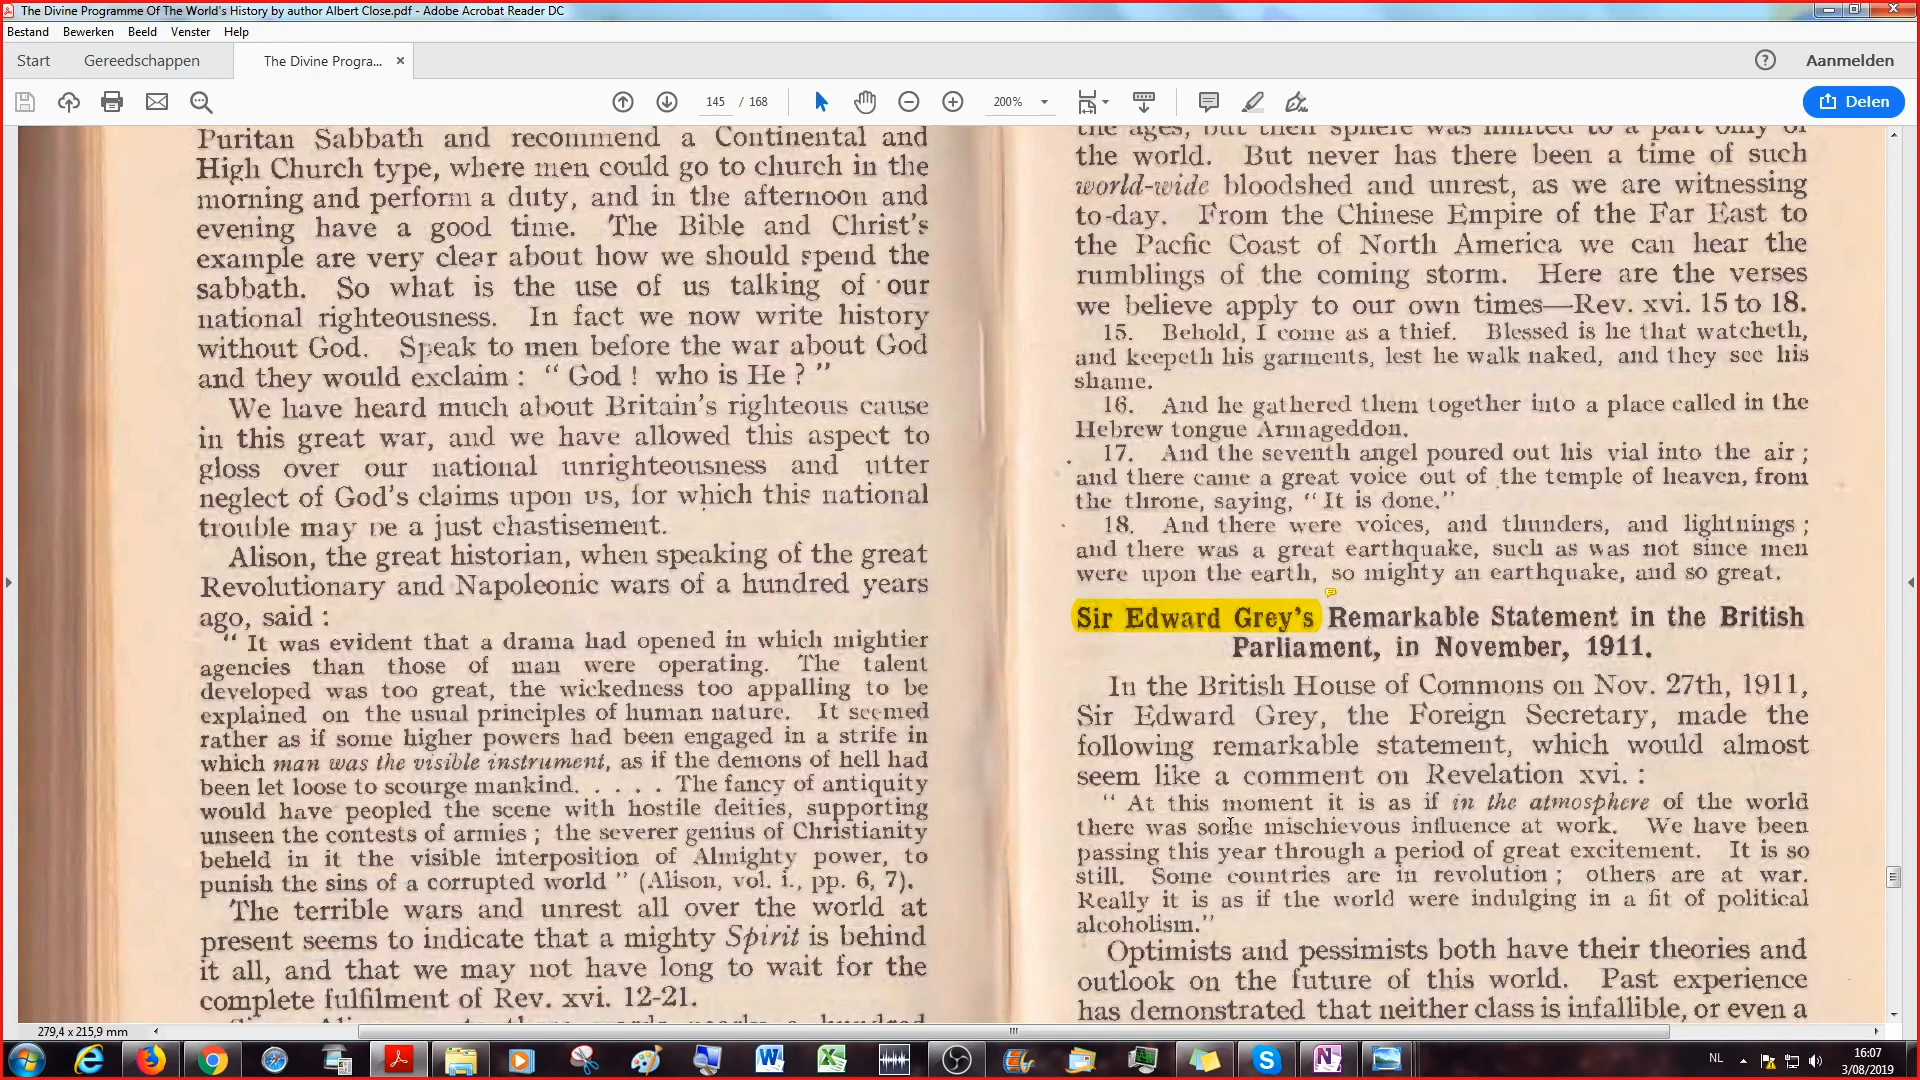 The Divine Programme Of The World's History by author Albert Close.pdf - Adobe Acrobat Reader DC
Bestand Bewerken Beeld Venster Help
Start Gereedschappen The Divine Progra... Aanmelden
145 / 168 200% Delen
Puritan Sabbath and recommend a Continental and
High Church type, where men could go to church in the
morning and perform a duty, and in the afternoon and
evening have a good time. The Bible and Christ's
example are very clear about how we should spend the
sabbath. So what is the use of us talking of our
national righteousness. In fact we now write history
without God. Speak to men before the war about God
and they would exclaim : " God ! who is He ? "
We have heard much about Britain's righteous cause
in this great war, and we have allowed this aspect to
gloss over our national unrighteousness and utter
neglect of God's claims upon us, for which this national
trouble may be a just chastisement.
Alison, the great historian, when speaking of the great
Revolutionary and Napoleonic wars of a hundred years
ago, said :
" It was evident that a drama had opened in which mightier
agencies than those of man were operating. The talent
developed was too great, the wickedness too appalling to be
explained on the usual principles of human nature. It seemed
rather as if some higher powers had been engaged in a strife in
which man was the visible instrument, as if the demons of hell had
been let loose to scourge mankind. . . . . . The fancy of antiquity
would have peopled the scene with hostile deities, supporting
unseen the contests of armies ; the severer genius of Christianity
beheld in it the visible interposition of Almighty power, to
punish the sins of a corrupted world " (Alison, vol. i., pp. 6, 7).
The terrible wars and unrest all over the world at
present seems to indicate that a mighty Spirit is behind
it all, and that we may not have long to wait for the
complete fulfilment of Rev. xvi. 12-21.
the ages, but their sphere was limited to a part only of
the world. But never has there been a time of such
world-wide bloodshed and unrest, as we are witnessing
to-day. From the Chinese Empire of the Far East to
the Pacfic Coast of North America we can hear the
rumblings of the coming storm. Here are the verses
we believe apply to our own times—Rev. xvi. 15 to 18.
15. Behold, I come as a thief. Blessed is he that watcheth,
and keepeth his garments, lest he walk naked, and they see his
shame.
16. And he gathered them together into a place called in the
Hebrew tongue Armageddon.
17. And the seventh angel poured out his vial into the air ;
and there came a great voice out of the temple of heaven, from
the throne, saying, " It is done."
18. And there were voices, and thunders, and lightnings ;
and there was a great earthquake, such as was not since men
were upon the earth, so mighty an earthquake, and so great.
Sir Edward Grey's Remarkable Statement in the British
Parliament, in November, 1911.
In the British House of Commons on Nov. 27th, 1911,
Sir Edward Grey, the Foreign Secretary, made the
following remarkable statement, which would almost
seem like a comment on Revelation xvi. :
" At this moment it is as if in the atmosphere of the world
there was some mischievous influence at work. We have been
passing this year through a period of great excitement. It is so
still. Some countries are in revolution ; others are at war.
Really it is as if the world were indulging in a fit of political
alcoholism."
Optimists and pessimists both have their theories and
outlook on the future of this world. Past experience
has demonstrated that neither class is infallible, or even a
279,4 x 215,9 mm
NL 16:07
3/08/2019